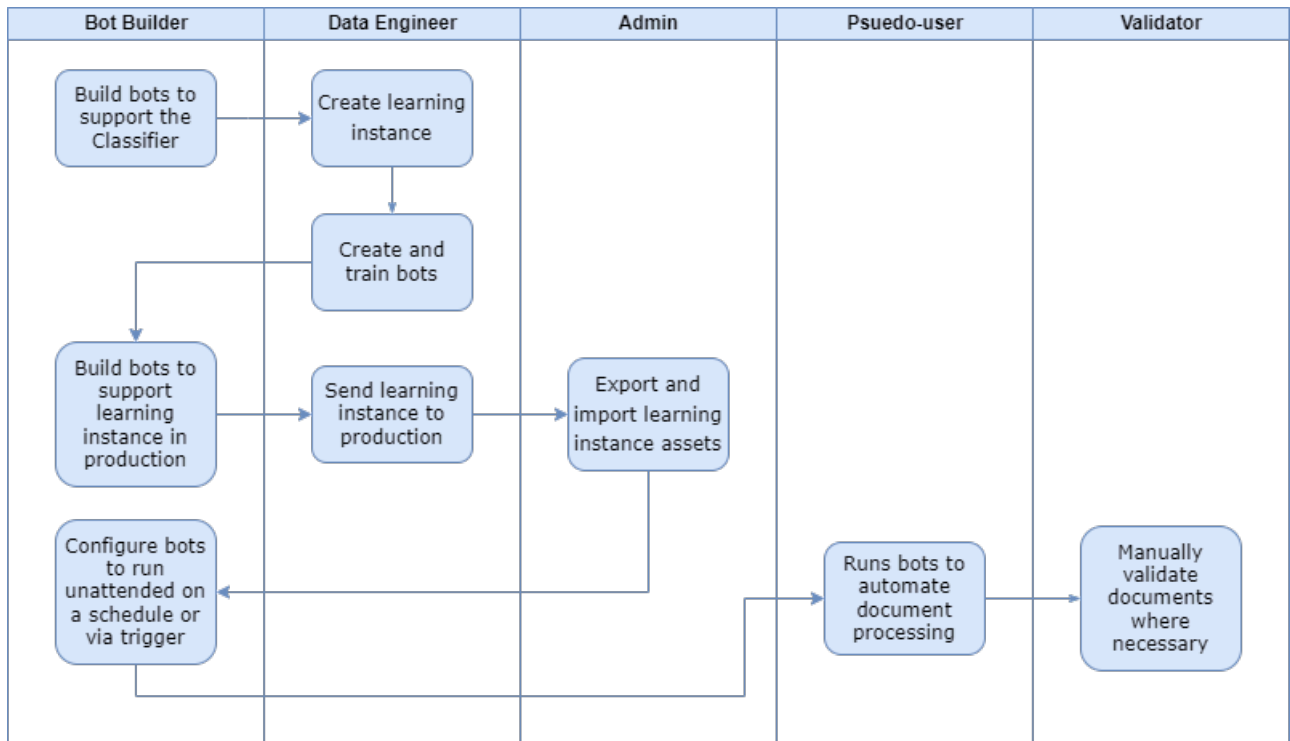 Bot Builder
Data Engineer
Admin
Psuedo-user
Validator
Build bots to
support the
Classifier
Create learning
instance
Create and
train bots
Build bots to
support
learning
instance in
production
Send learning
instance to
production
Export and
import learning
instance assets
Configure bots
to run
unattended on
a schedule or
via trigger
Runs bots to
automate
document
processing
Manually
validate
documents
where
necessary